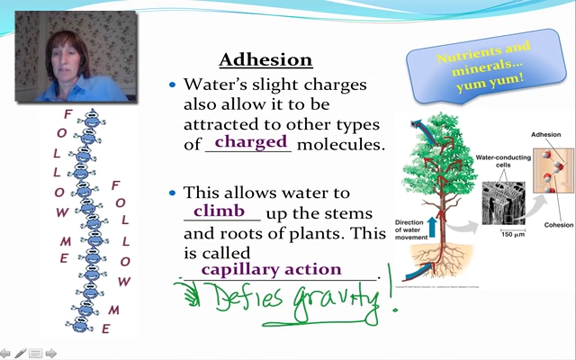 Adhesion
• Water's slight charges
also allow it to be
attracted to other types
of charged molecules.
• This allows water to
climb up the stems
and roots of plants. This
is called
capillary action.
Defies gravity!
Nutrients and
minerals...
yum yum!
FOLLOW ME
FOLLOW ME
Adhesion
Water-conducting
cells
Direction
of water
movement
150 µm
Cohesion